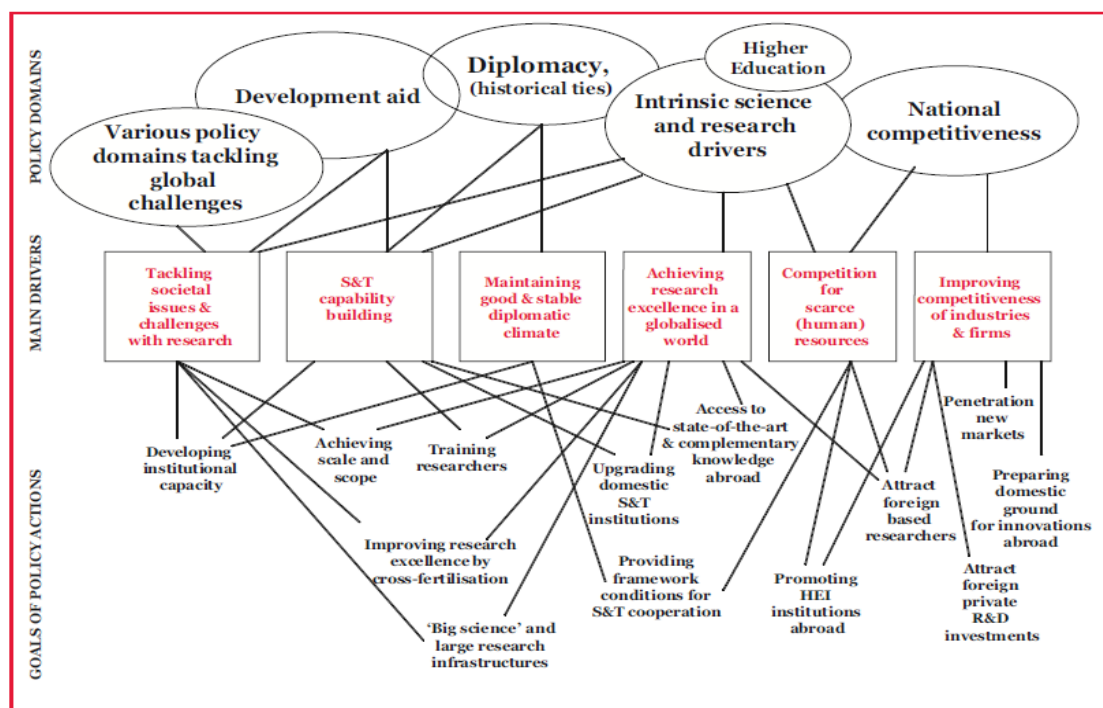 POLICY DOMAINS
Various policy
domains tackling
global
challenges
Development aid
Diplomacy,
(historical ties)
Higher
Education
Intrinsic science
and research
drivers
National
competitiveness
MAIN DRIVERS
Tackling
societal
issues &
challenges
with research
S&T
capability
building
Maintaining
good & stable
diplomatic
climate
Achieving
research
excellence in a
globalised
world
Competition
for
scarce
(human)
resources
Improving
competitiveness
of industries
& firms
GOALS OF POLICY ACTIONS
Developing
institutional
capacity
Achieving
scale and
scope
Training
researchers
Upgrading
domestic
S&T
institutions
Access to
state-of-the-art
& complementary
knowledge
abroad
Attract
foreign
based
researchers
Penetration
new
markets
Preparing
domestic
ground
for innovations
abroad
Improving research
excellence by
cross-fertilisation
Providing
framework
conditions for
S&T cooperation
Promoting
HEI
institutions
abroad
Attract
foreign
private
R&D
investments
‘Big science’ and
large research
infrastructures